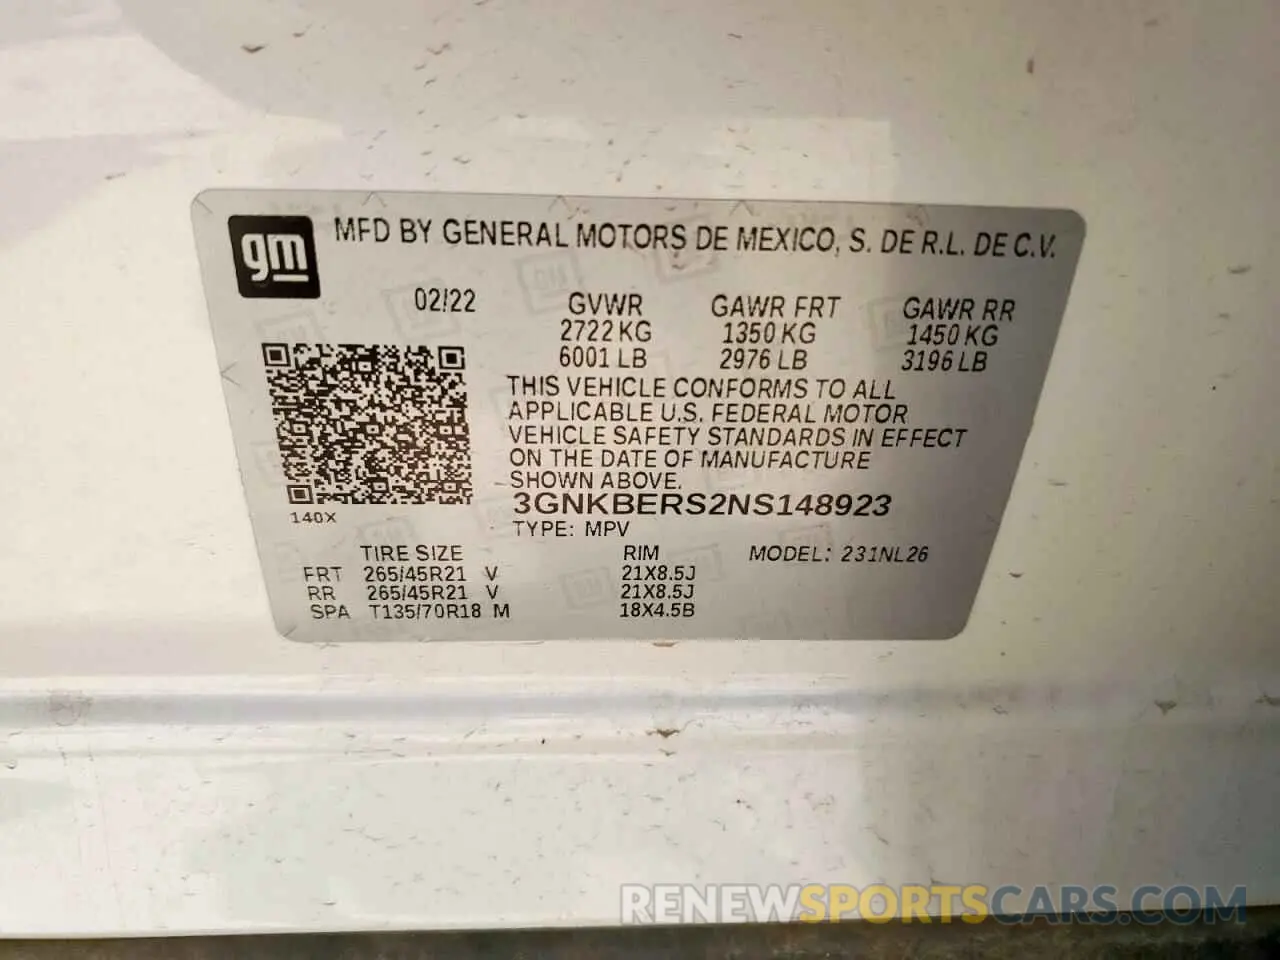 gm MFD BY GENERAL MOTORS DE MEXICO, S. DE R.L. DE C.V.
02/22 GVWR GAWR FRT GAWR RR
2722 KG 1350 KG 1450 KG
6001 LB 2976 LB 3196 LB
THIS VEHICLE CONFORMS TO ALL
APPLICABLE U.S. FEDERAL MOTOR
VEHICLE SAFETY STANDARDS IN EFFECT
ON THE DATE OF MANUFACTURE
SHOWN ABOVE.
3GNKBERS2NS148923
140X
TYPE: MPV
TIRE SIZE RIM MODEL: 231NL26
FRT 265/45R21 V 21X8.5J
RR 265/45R21 V 21X8.5J
SPA T135/70R18 M 18X4.5B
RENEWSPORTSCARS.COM